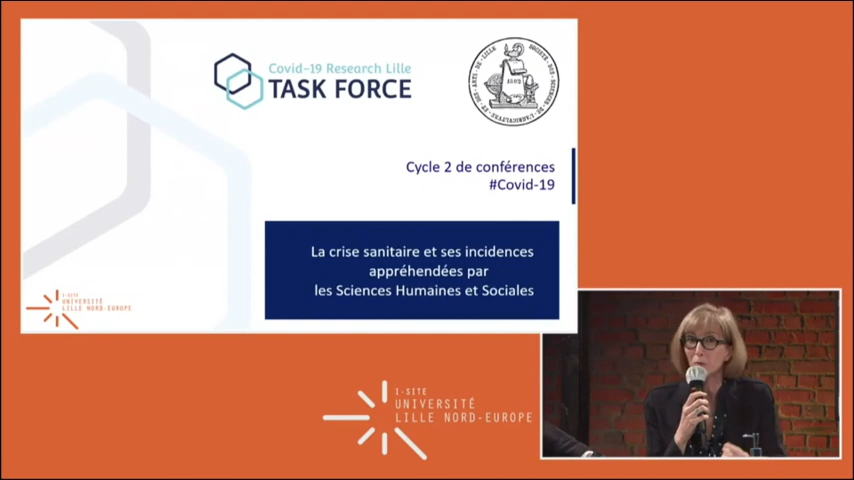 Covid-19 Research Lille
TASK FORCE
Cycle 2 de conférences
#Covid-19
La crise sanitaire et ses incidences
appréhendées par
les Sciences Humaines et Sociales
I-SITE
UNIVERSITÉ
LILLE NORD-EUROPE
I-SITE
UNIVERSITÉ
LILLE NORD-EUROPE